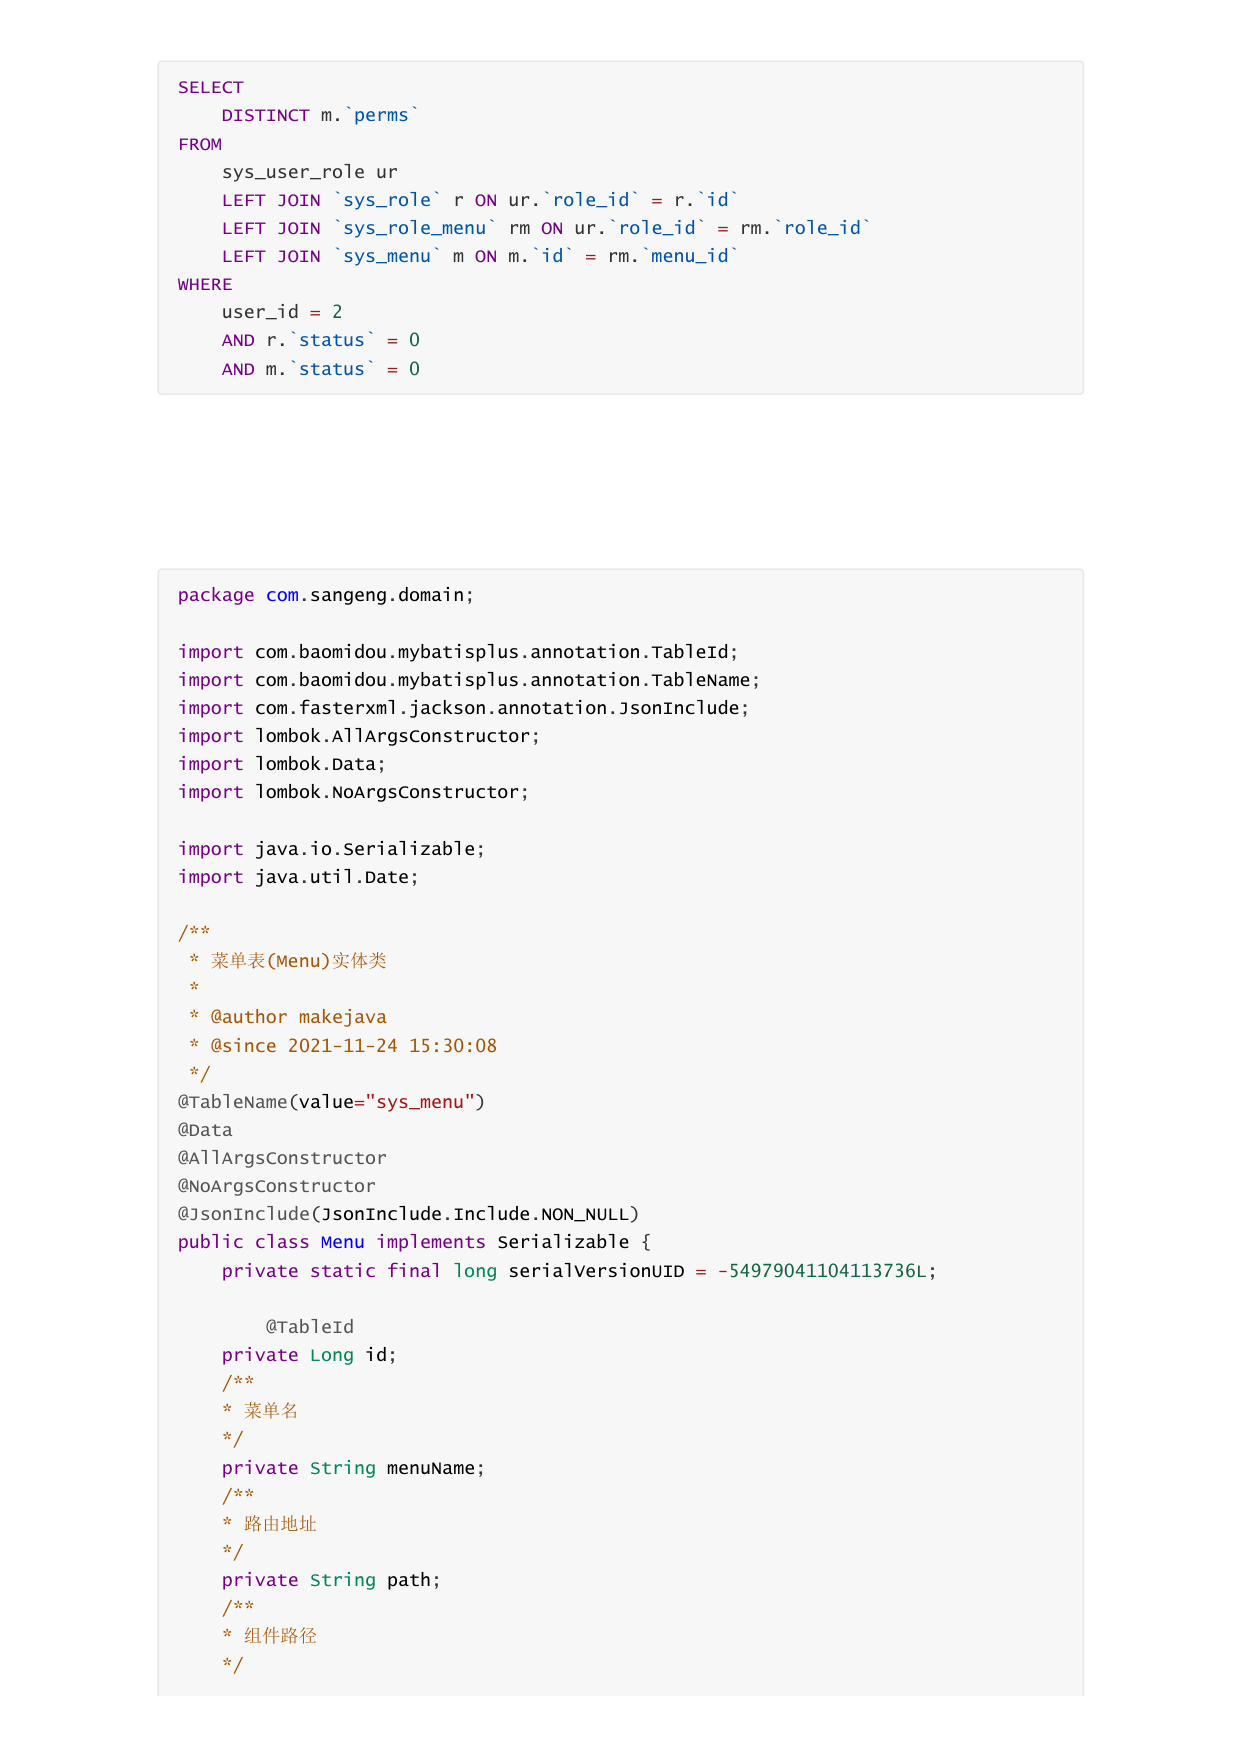 SELECT
    DISTINCT m.`perms`
FROM
    sys_user_role ur
    LEFT JOIN `sys_role` r ON ur.`role_id` = r.`id`
    LEFT JOIN `sys_role_menu` rm ON ur.`role_id` = rm.`role_id`
    LEFT JOIN `sys_menu` m ON m.`id` = rm.`menu_id`
WHERE
    user_id = 2
    AND r.`status` = 0
    AND m.`status` = 0
package com.sangeng.domain;
import com.baomidou.mybatisplus.annotation.TableId;
import com.baomidou.mybatisplus.annotation.TableName;
import com.fasterxml.jackson.annotation.JsonInclude;
import lombok.AllArgsConstructor;
import lombok.Data;
import lombok.NoArgsConstructor;
import java.io.Serializable;
import java.util.Date;
/**
 * 菜单表(Menu)实体类
 *
 * @author makejava
 * @since 2021-11-24 15:30:08
 */
@TableName(value="sys_menu")
@Data
@AllArgsConstructor
@NoArgsConstructor
@JsonInclude(JsonInclude.Include.NON_NULL)
public class Menu implements Serializable {
    private static final long serialVersionUID = -54979041104113736L;
        @TableId
    private Long id;
    /**
    * 菜单名
    */
    private String menuName;
    /**
    * 路由地址
    */
    private String path;
    /**
    * 组件路径
    */